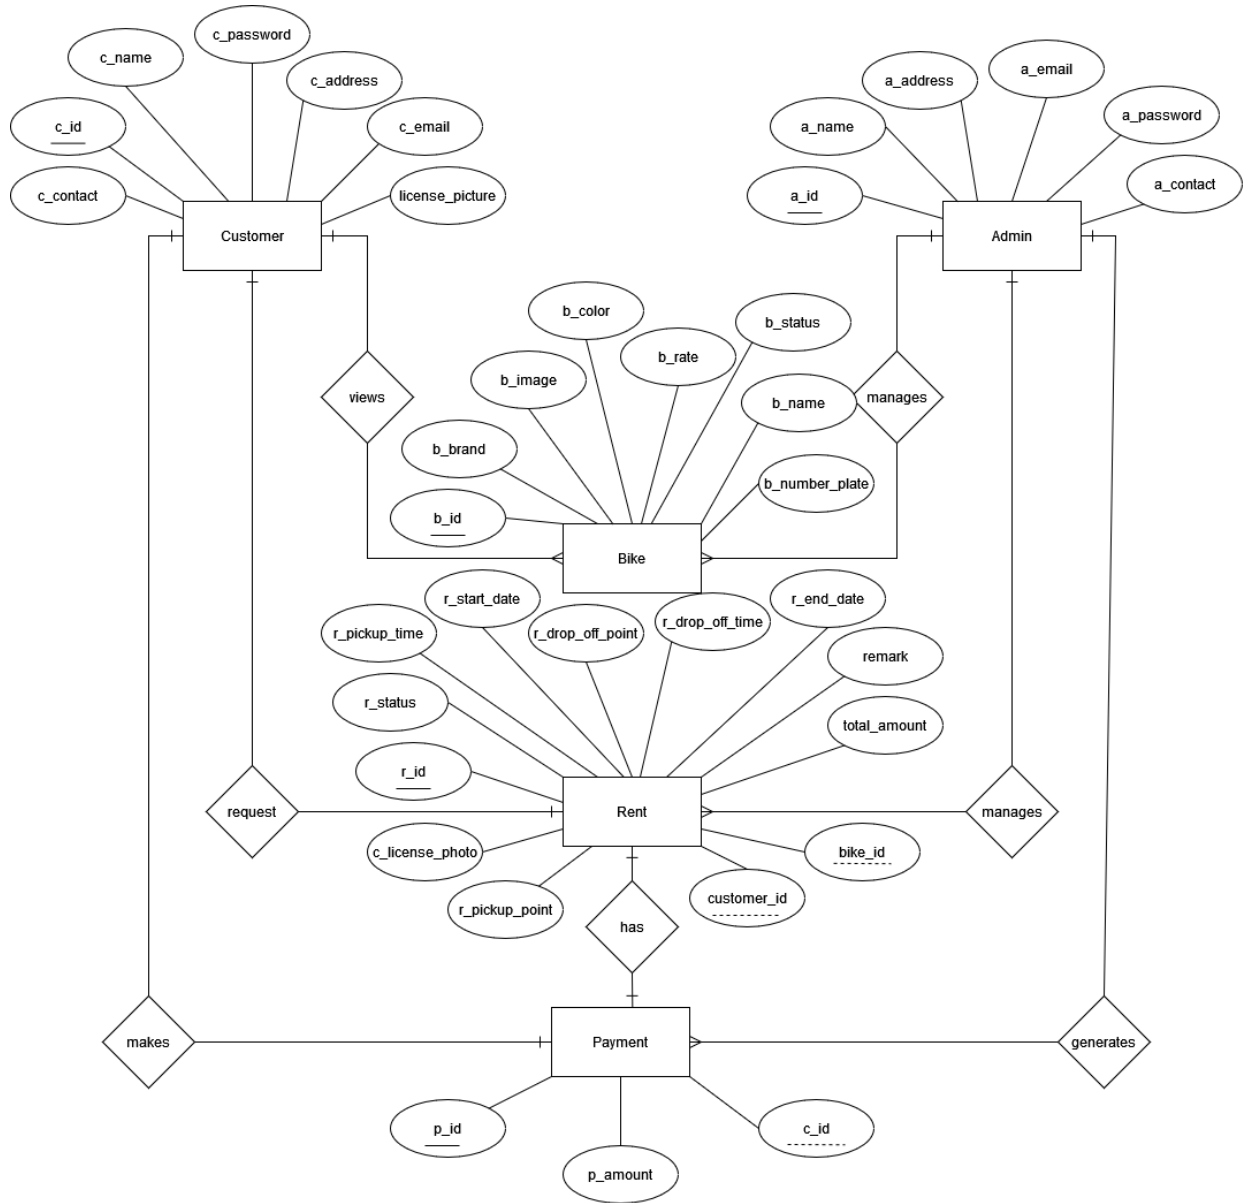 c_password
c_name
c_address
c_id
c_email
c_contact
license_picture
Customer
a_email
a_address
a_password
a_name
a_contact
a_id
Admin
b_color
b_status
b_rate
b_image
b_name
b_brand
b_number_plate
b_id
Bike
views
manages
r_start_date
r_end_date
r_pickup_time
r_drop_off_point
r_drop_off_time
remark
r_status
total_amount
r_id
request
Rent
manages
c_license_photo
bike_id
r_pickup_point
customer_id
has
makes
Payment
generates
p_id
c_id
p_amount